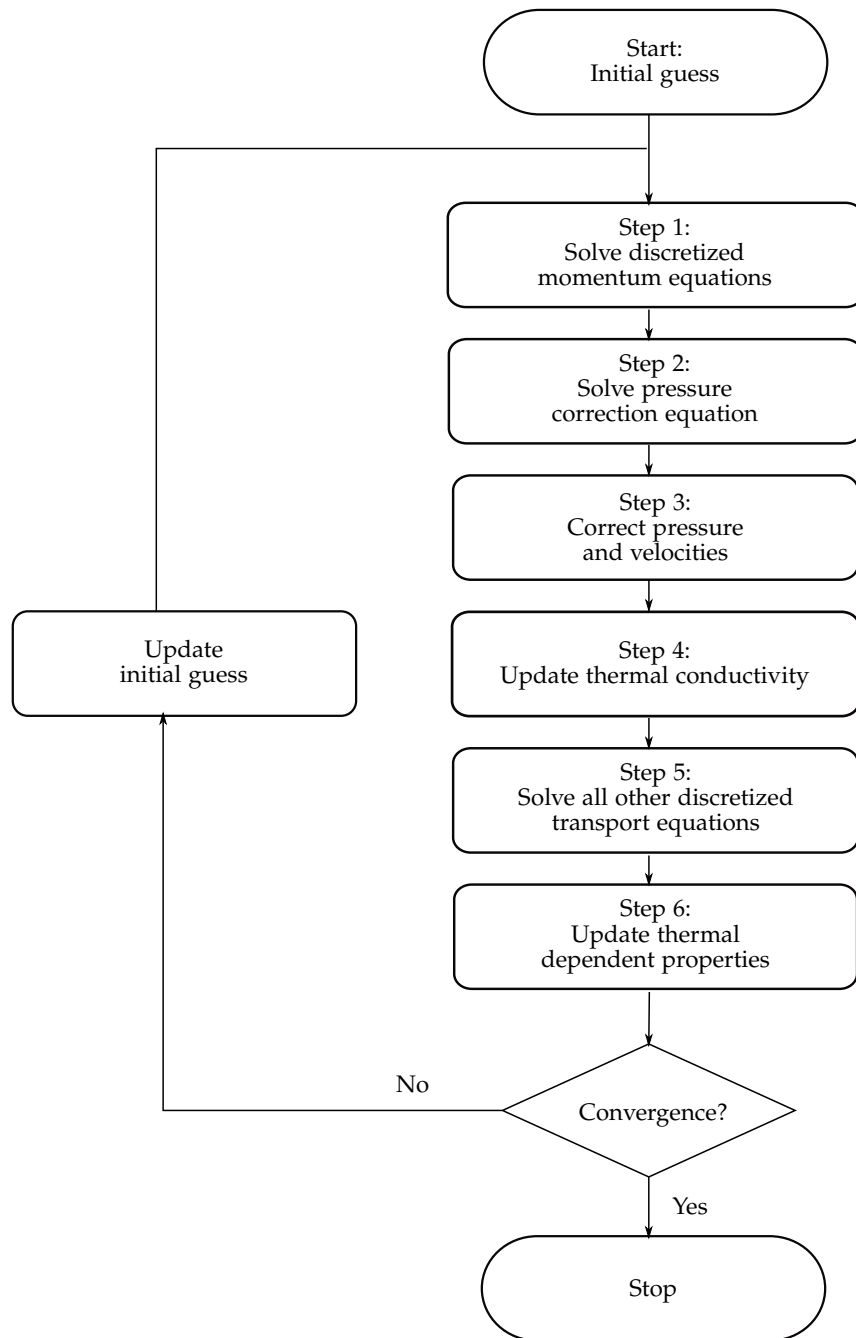 Start:
Initial guess
Step 1:
Solve discretized
momentum equations
Step 2:
Solve pressure
correction equation
Step 3:
Correct pressure
and velocities
Update
initial guess
Step 4:
Update thermal conductivity
Step 5:
Solve all other discretized
transport equations
Step 6:
Update thermal
dependent properties
No
Convergence?
Yes
Stop